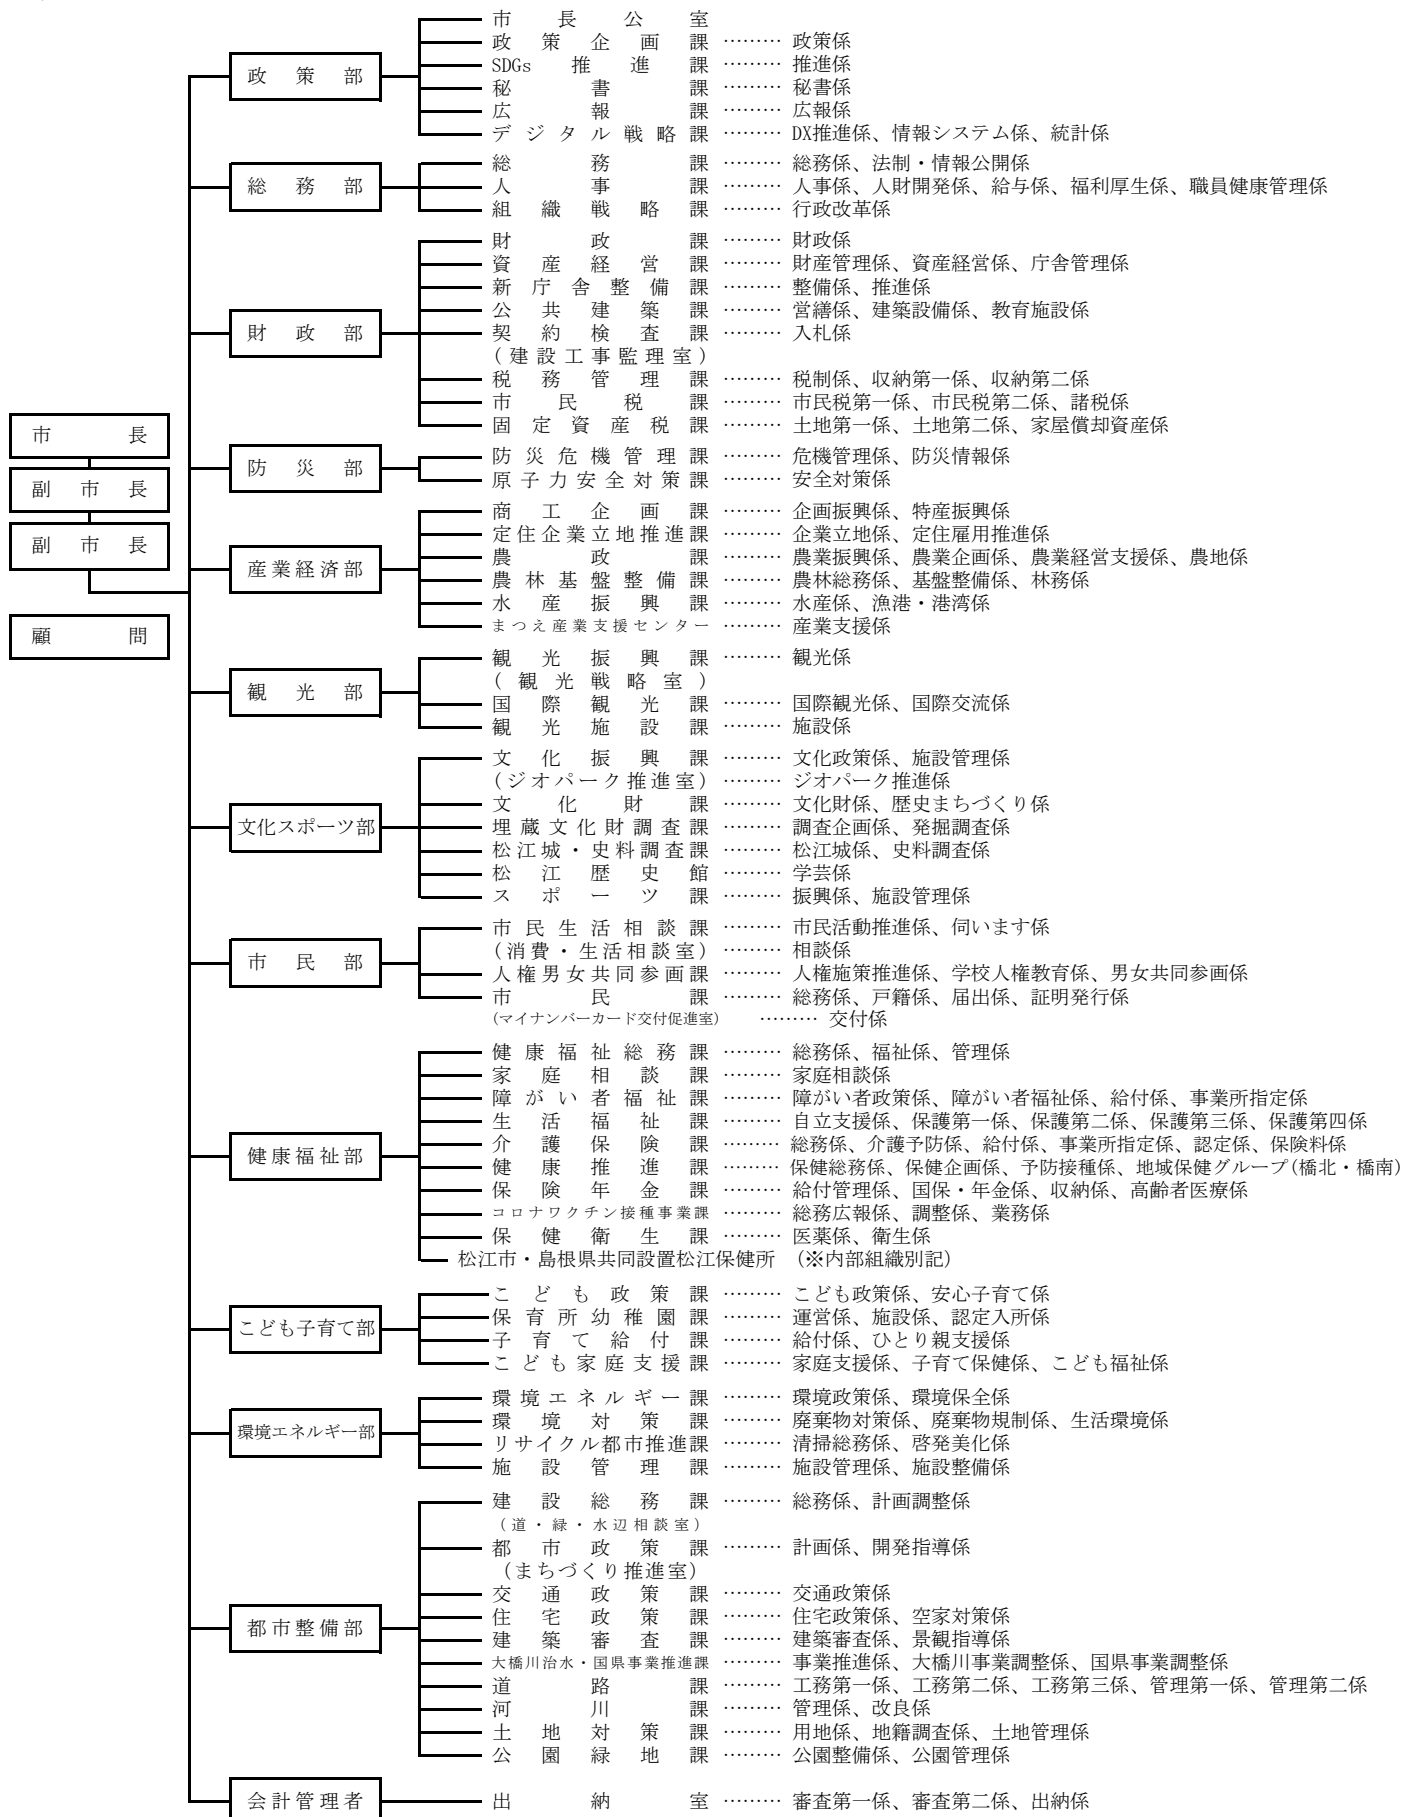 市長公室
政策企画課 ……… 政策係
政策部
SDGs推進課 ……… 推進係
秘書課 ……… 秘書係
広報課 ……… 広報係
デジタル戦略課 ……… DX推進係、情報システム係、統計係
総務課 ……… 総務係、法制・情報公開係
総務部
人事課 ……… 人事係、人財開発係、給与係、福利厚生係、職員健康管理係
組織戦略課 ……… 行政改革係
財政課 ……… 財政係
資産経営課 ……… 財産管理係、資産経営係、庁舎管理係
新庁舎整備課 ……… 整備係、推進係
公共建築課 ……… 営繕係、建築設備係、教育施設係
財政部
契約検査課 ……… 入札係
(建設工事監理室)
税務管理課 ……… 税制係、収納第一係、収納第二係
市民税課 ……… 市民税第一係、市民税第二係、諸税係
固定資産税課 ……… 土地第一係、土地第二係、家屋償却資産係
市長
副市長
副市長
顧問
防災部
防災危機管理課 ……… 危機管理係、防災情報係
原子力安全対策課 ……… 安全対策係
商工企画課 ……… 企画振興係、特産振興係
定住企業立地推進課 ……… 企業立地係、定住雇用推進係
農政課 ……… 農業振興係、農業企画係、農業経営支援係、農地係
産業経済部
農林基盤整備課 ……… 農林総務係、基盤整備係、林務係
水産振興課 ……… 水産係、漁港・港湾係
まつえ産業支援センター ……… 産業支援係
観光振興課 ……… 観光係
(観光戦略室)
観光部
国際観光課 ……… 国際観光係、国際交流係
観光施設課 ……… 施設係
文化振興課 ……… 文化政策係、施設管理係
(ジオパーク推進室) ……… ジオパーク推進係
文化財課 ……… 文化財係、歴史まちづくり係
文化スポーツ部
埋蔵文化財調査課 ……… 調査企画係、発掘調査係
松江城・史料調査課 ……… 松江城係、史料調査係
松江歴史館 ……… 学芸係
スポーツ課 ……… 振興係、施設管理係
市民生活相談課 ……… 市民活動推進係、伺います係
(消費・生活相談室) ……… 相談係
市民部
人権男女共同参画課 ……… 人権施策推進係、学校人権教育係、男女共同参画係
市民課 ……… 総務係、戸籍係、届出係、証明発行係
(マイナンバーカード交付促進室) ……… 交付係
健康福祉総務課 ……… 総務係、福祉係、管理係
家庭相談課 ……… 家庭相談係
障がい者福祉課 ……… 障がい者政策係、障がい者福祉係、給付係、事業所指定係
生活福祉課 ……… 自立支援係、保護第一係、保護第二係、保護第三係、保護第四係
介護保険課 ……… 総務係、介護予防係、給付係、事業所指定係、認定係、保険料係
健康福祉部
健康推進課 ……… 保健総務係、保健企画係、予防接種係、地域保健グループ(橋北・橋南)
保険年金課 ……… 給付管理係、国保・年金係、収納係、高齢者医療係
コロナワクチン接種事業課 ……… 総務広報係、調整係、業務係
保健衛生課 ……… 医薬係、衛生係
松江市・島根県共同設置松江保健所 (※内部組織別記)
こども政策課 ……… こども政策係、安心子育て係
保育所幼稚園課 ……… 運営係、施設係、認定入所係
こども子育て部
子育て給付課 ……… 給付係、ひとり親支援係
こども家庭支援課 ……… 家庭支援係、子育て保健係、こども福祉係
環境エネルギー課 ……… 環境政策係、環境保全係
環境対策課 ……… 廃棄物対策係、廃棄物規制係、生活環境係
環境エネルギー部
リサイクル都市推進課 ……… 清掃総務係、啓発美化係
施設管理課 ……… 施設管理係、施設整備係
建設総務課 ……… 総務係、計画調整係
(道・緑・水辺相談室)
都市政策課 ……… 計画係、開発指導係
(まちづくり推進室)
交通政策課 ……… 交通政策係
住宅政策課 ……… 住宅政策係、空家対策係
都市整備部
建築審査課 ……… 建築審査係、景観指導係
大橋川治水・国県事業推進課 ……… 事業推進係、大橋川事業調整係、国県事業調整係
道路課 ……… 工務第一係、工務第二係、工務第三係、管理第一係、管理第二係
河川課 ……… 管理係、改良係
土地対策課 ……… 用地係、地籍調査係、土地管理係
公園緑地課 ……… 公園整備係、公園管理係
会計管理者
出納室 ……… 審査第一係、審査第二係、出納係